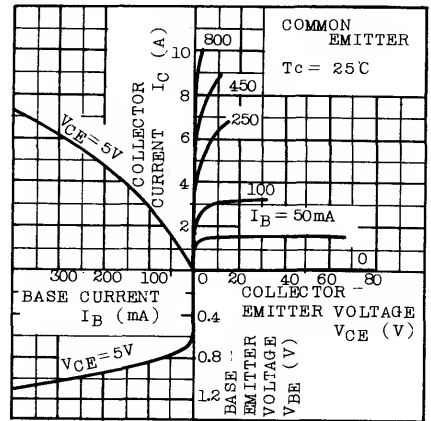 COMMON
EMITTER
Tc = 25℃
COLLECTOR
CURRENT IC (A)
10
8
6
4
2
800
450
250
100
IB = 50mA
0
VCE=5V
300 200 100 0
0 20 40 60 80
BASE CURRENT
IB (mA)
COLLECTOR-
EMITTER VOLTAGE
VCE (V)
0.4
0.8
1.2
VCE=5V
BASE-
EMITTER
VOLTAGE
VBE (V)